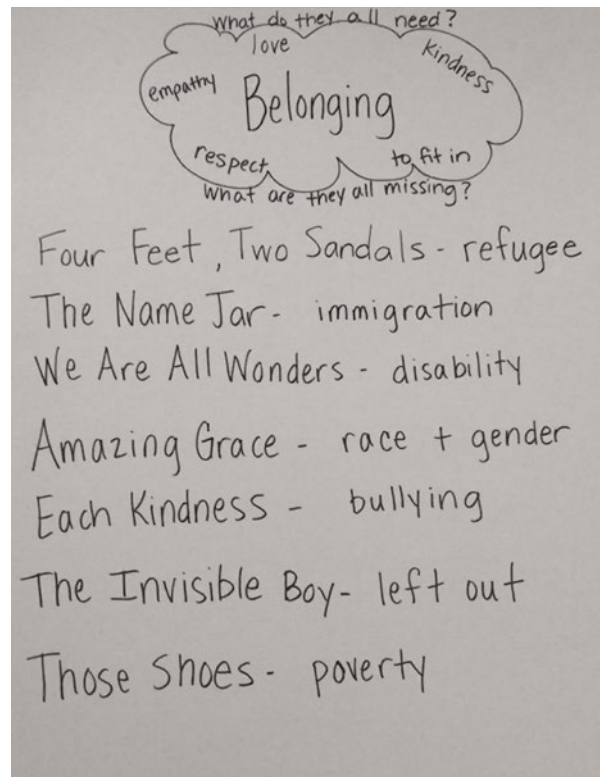 What do they all need?
love
Kindness
empathy
Belonging
respect
to fit in
What are they all missing?
Four Feet, Two Sandals - refugee
The Name Jar - immigration
We Are All Wonders - disability
Amazing Grace - race + gender
Each Kindness - bullying
The Invisible Boy - left out
Those Shoes - poverty